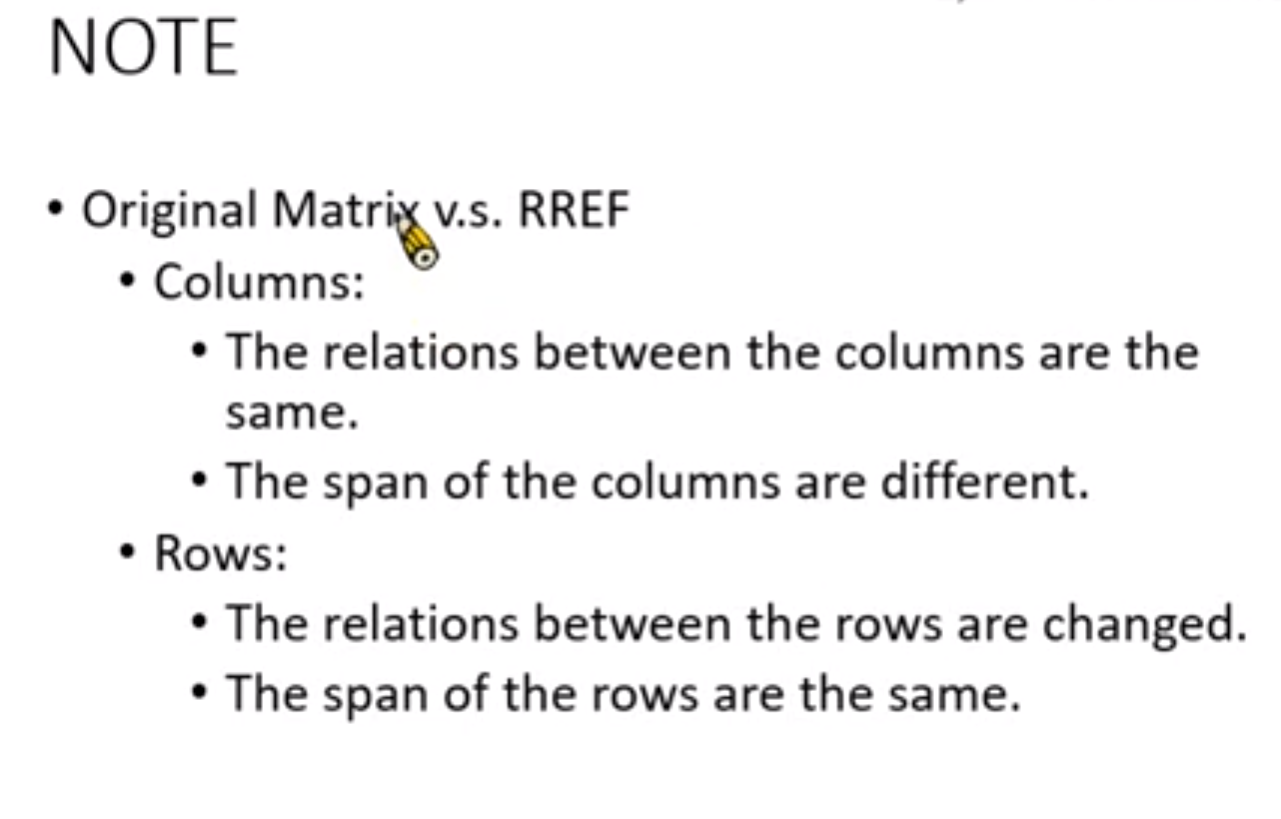 NOTE
• Original Matrix v.s. RREF
• Columns:
• The relations between the columns are the
same.
• The span of the columns are different.
• Rows:
• The relations between the rows are changed.
• The span of the rows are the same.